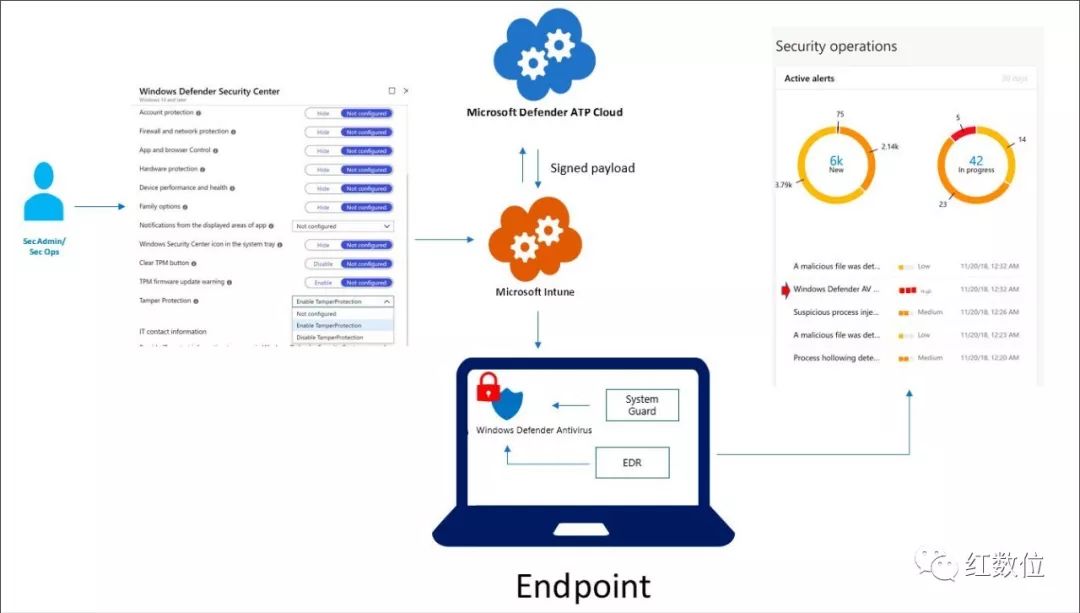 SecAdmin/
Sec Ops
Windows Defender Security Center
Windows 10 and later
Account protection
Hide Not configured
Firewall and network protection
Hide Not configured
App and browser Control
Hide Not configured
Hardware protection
Hide Not configured
Device performance and health
Hide Not configured
Family options
Hide Not configured
Notifications from the displayed areas of app
Not configured
Windows Security Center icon in the system tray
Hide Not configured
Clear TPM button
Disable Not configured
TPM firmware update warning
Enable Not configured
Tamper Protection
Enable TamperProtection
Not configured
Enable TamperProtection
Disable TamperProtection
IT contact information
Microsoft Defender ATP Cloud
Signed payload
Microsoft Intune
System
Guard
Windows Defender Antivirus
EDR
Endpoint
Security operations
Active alerts
30 days
75
2.14k
3.79k
6k
New
5
14
23
42
In progress
A malicious file was det... Low 11/20/18, 12:32 AM
Windows Defender AV ... High 11/20/18, 12:32 AM
Suspicious process inje... Medium 11/20/18, 12:26 AM
A malicious file was det... Low 11/20/18, 12:23 AM
Process hollowing dete... Medium 11/20/18, 12:20 AM
红数位